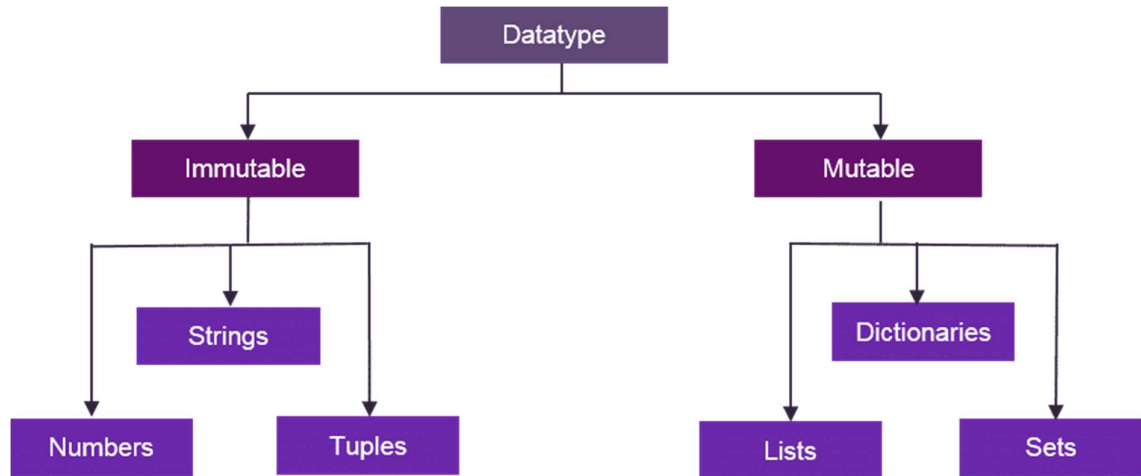 Datatype
Immutable
Mutable
Strings
Dictionaries
Numbers
Tuples
Lists
Sets